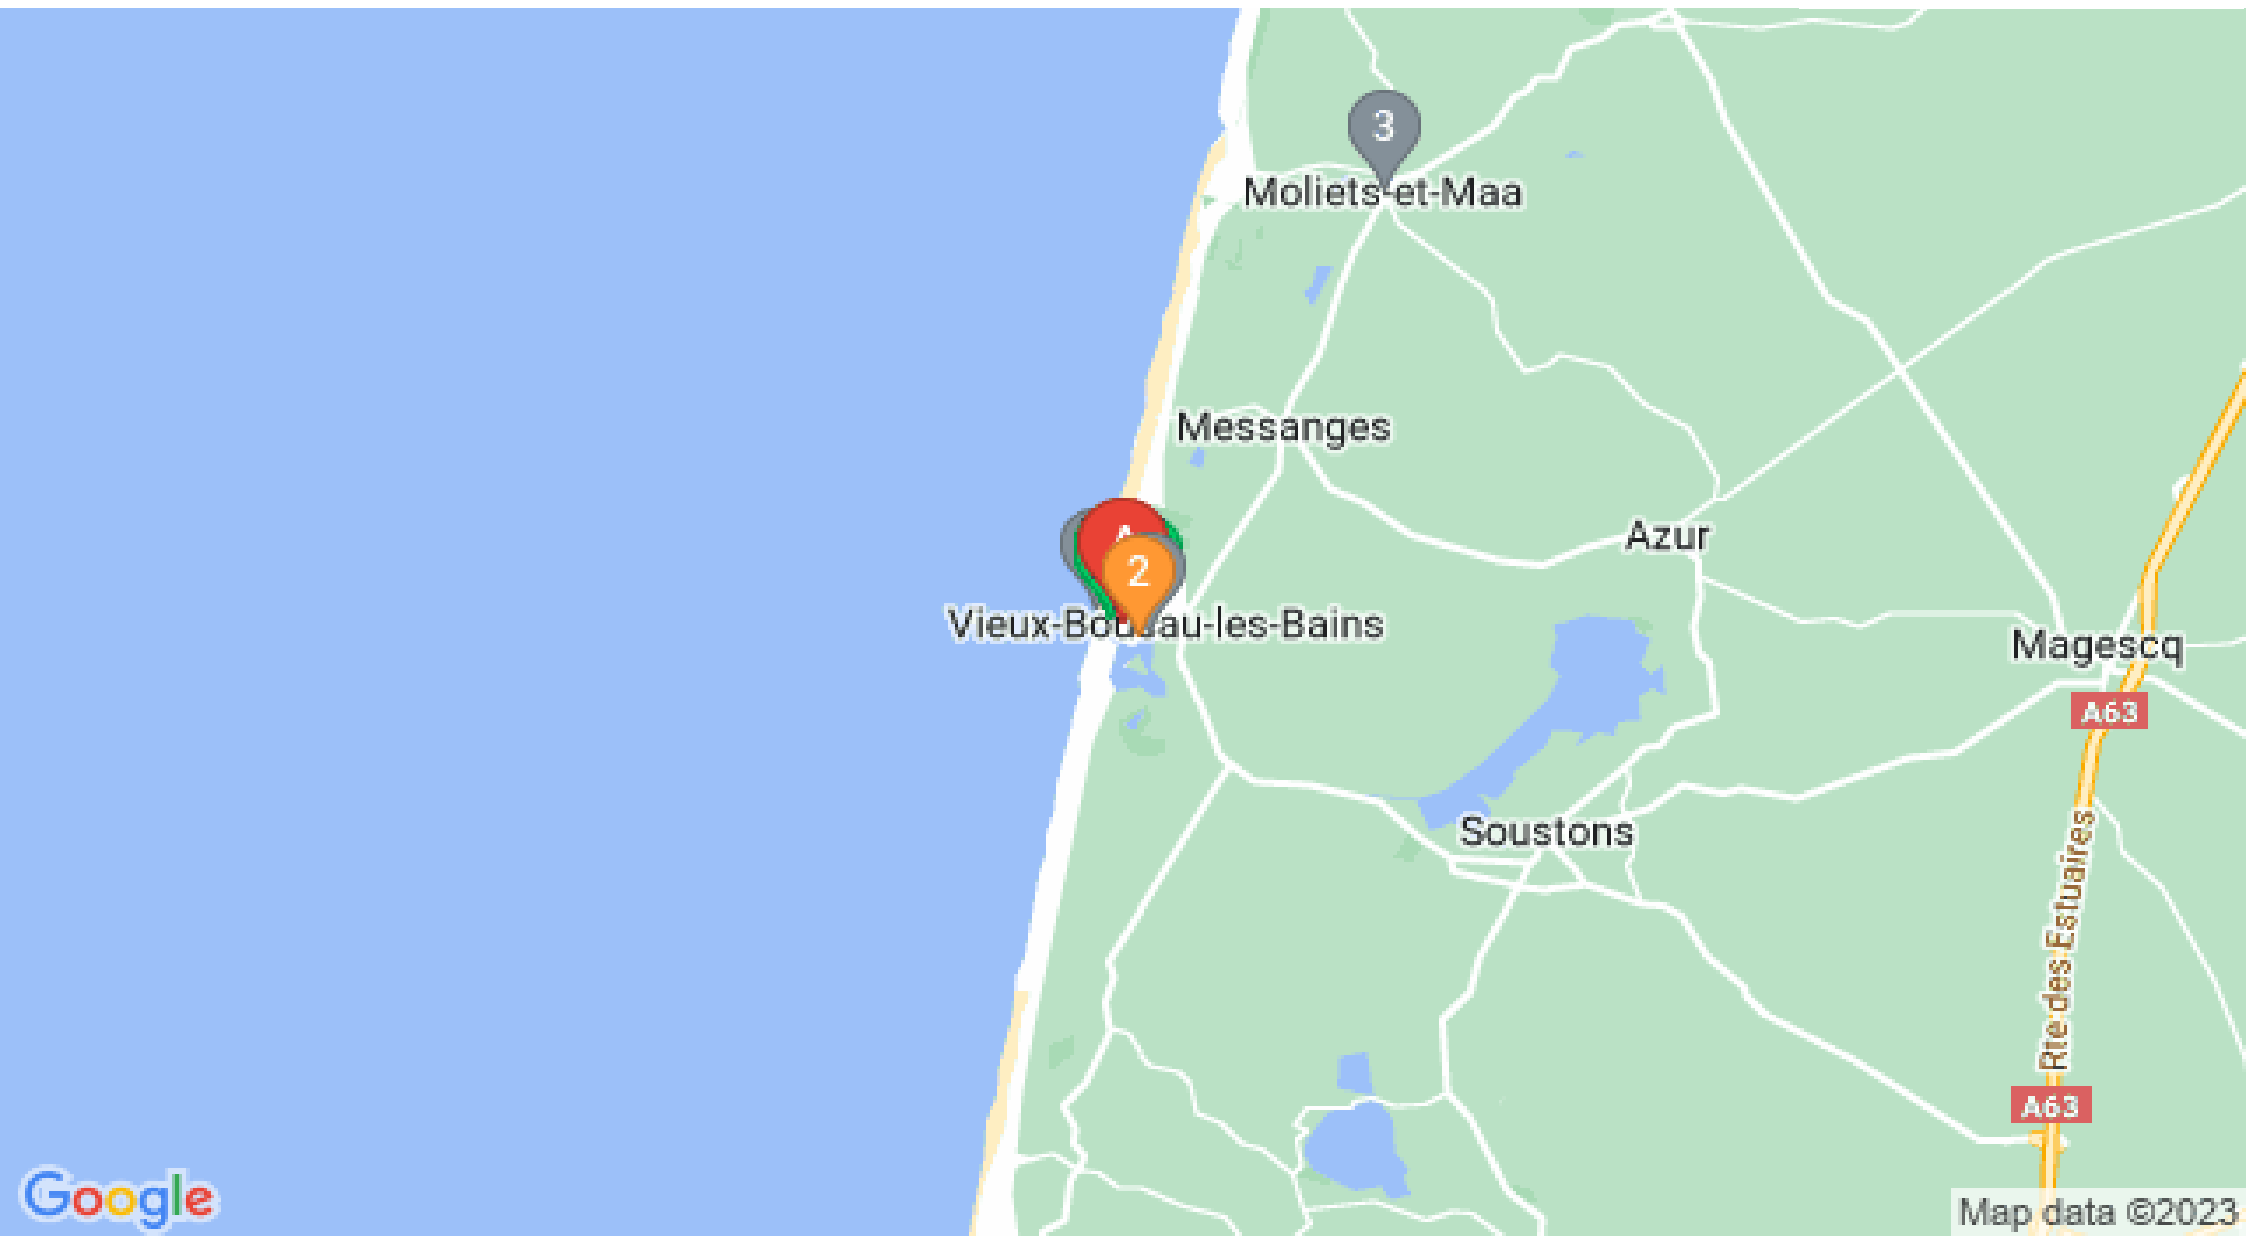 3
Moliets-et-Maa
Messanges
Azur
2
Vieux-Boucau-les-Bains
Magescq
A63
Soustons
Rte des Estuaires
A63
Google
Map data ©2023